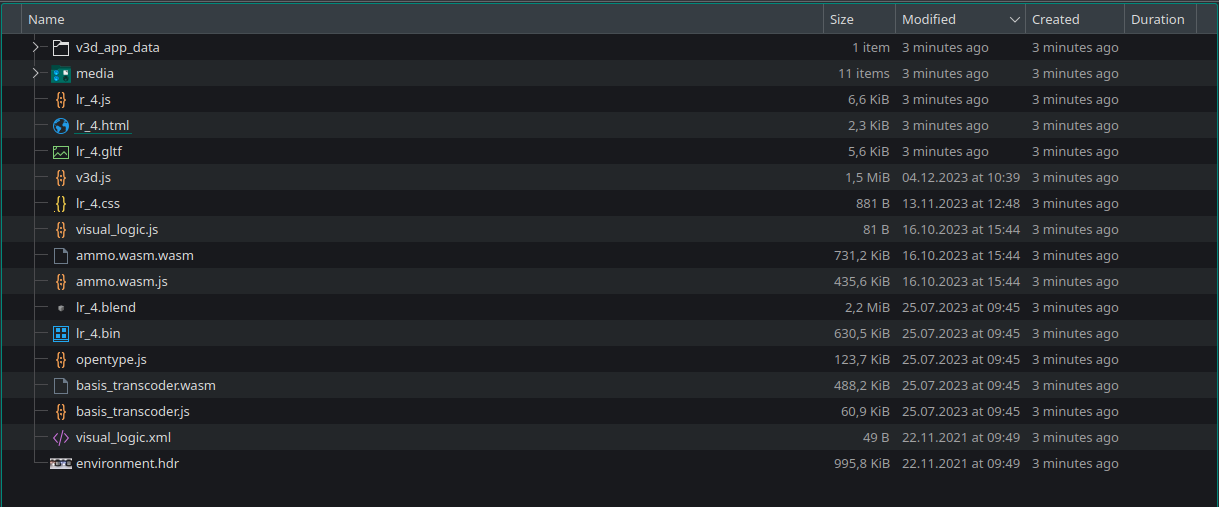 Name Size Modified Created Duration
v3d_app_data 1 item 3 minutes ago 3 minutes ago
media 11 items 3 minutes ago 3 minutes ago
lr_4.js 6,6 KiB 3 minutes ago 3 minutes ago
lr_4.html 2,3 KiB 3 minutes ago 3 minutes ago
lr_4.gltf 5,6 KiB 3 minutes ago 3 minutes ago
v3d.js 1,5 MiB 04.12.2023 at 10:39 3 minutes ago
lr_4.css 881 B 13.11.2023 at 12:48 3 minutes ago
visual_logic.js 81 B 16.10.2023 at 15:44 3 minutes ago
ammo.wasm.wasm 731,2 KiB 16.10.2023 at 15:44 3 minutes ago
ammo.wasm.js 435,6 KiB 16.10.2023 at 15:44 3 minutes ago
lr_4.blend 2,2 MiB 25.07.2023 at 09:45 3 minutes ago
lr_4.bin 630,5 KiB 25.07.2023 at 09:45 3 minutes ago
opentype.js 123,7 KiB 25.07.2023 at 09:45 3 minutes ago
basis_transcoder.wasm 488,2 KiB 25.07.2023 at 09:45 3 minutes ago
basis_transcoder.js 60,9 KiB 25.07.2023 at 09:45 3 minutes ago
visual_logic.xml 49 B 22.11.2021 at 09:49 3 minutes ago
environment.hdr 995,8 KiB 22.11.2021 at 09:49 3 minutes ago